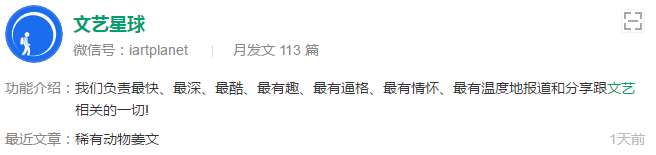 文艺星球
微信号：iartplanet | 月发文 113 篇
功能介绍：我们负责最快、最深、最酷、最有趣、最有逼格、最有情怀、最有温度地报道和分享跟文艺
相关的一切!
最近文章：稀有动物姜文 1天前